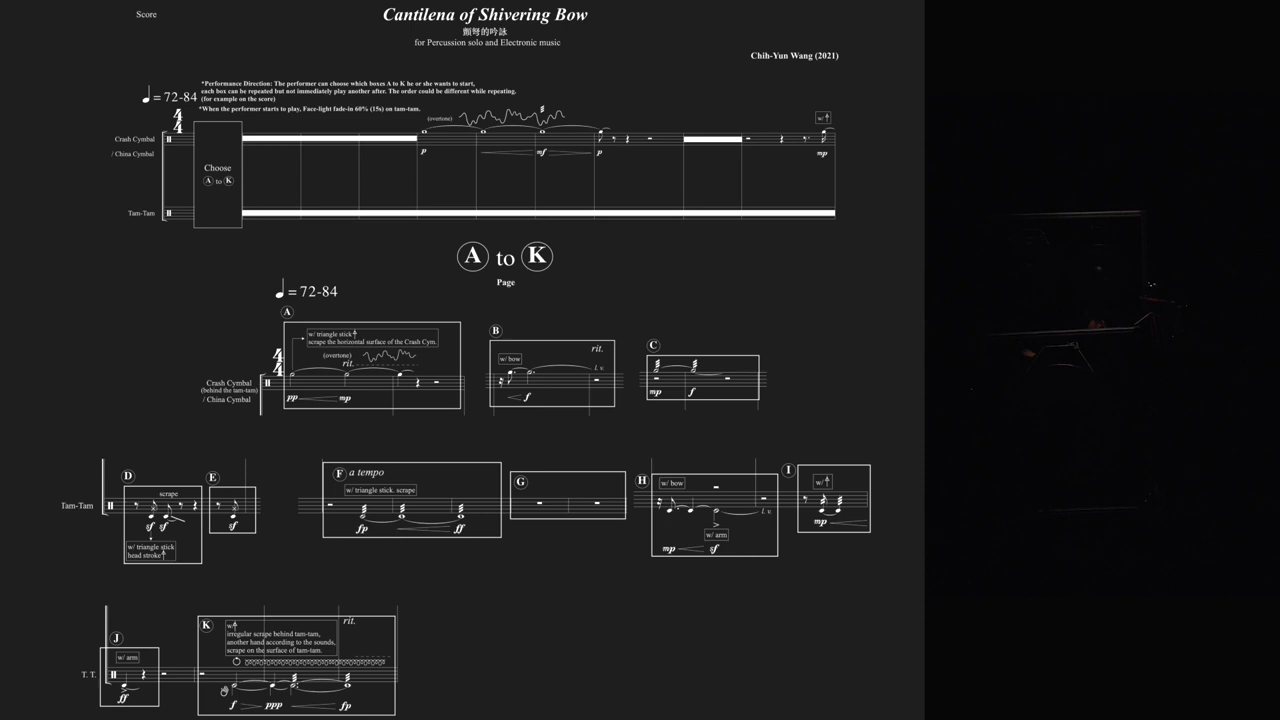 Score
Cantilena of Shivering Bow
顫弩的吟詠
for Percussion solo and Electronic music
Chih-Yun Wang (2021)
*Performance Direction: The performer can choose which boxes A to K he or she wants to start,
each box can be repeated but not immediately play another after. The order could be different while repeating.
(for example on the score)
= 72-84
*When the performer starts to play, Face-light fade-in 60% (15s) on tam-tam.
4
4
(overtone)
w/
Crash Cymbal
/ China Cymbal
p
mf
p
mp
Choose
A to K
Tam-Tam
A to K
Page
= 72-84
A
w/ triangle stick
scrape the horizontal surface of the Crash Cym.
(overtone)
rit.
4
4
Crash Cymbal
(behind the tam-tam)
/ China Cymbal
pp
mp
B
rit.
w/ bow
l. v.
f
C
mp
f
D
scrape
Tam-Tam
sf
sf
w/ triangle stick
head stroke
E
sf
F
a tempo
w/ triangle stick. scrape
fp
ff
G
H
w/ bow
l. v.
w/ arm
mp
sf
I
w/
mp
J
w/ arm
T. T.
ff
K
rit.
w/
irregular scrape behind tam-tam,
another hand according to the sounds,
scrape on the surface of tam-tam.
f
ppp
fp